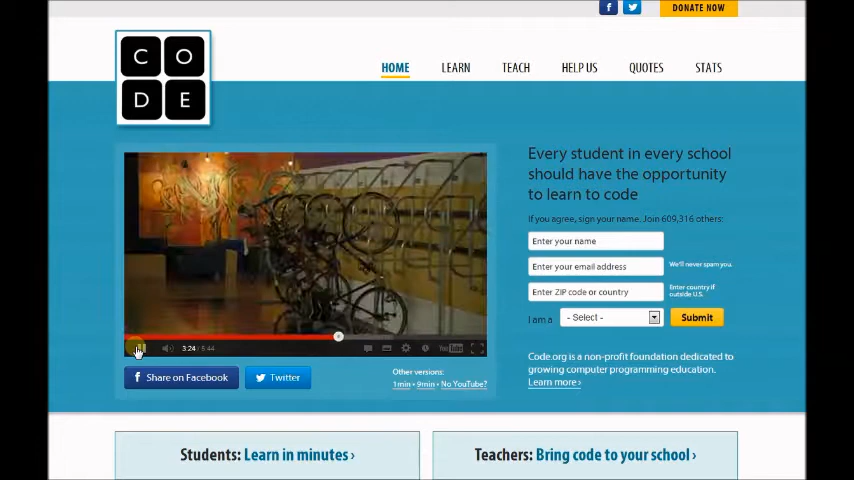 DONATE NOW
C O
D E
HOME LEARN TEACH HELP US QUOTES STATS
Every student in every school
should have the opportunity
to learn to code
If you agree, sign your name. Join 609,316 others:
Enter your name
Enter your email address
We'll never spam you.
Enter ZIP code or country
Enter country if
outside U.S.
I am a
- Select -
Submit
3:24 / 5:44
YouTube
Share on Facebook
Twitter
Other versions:
1min • 9min • No YouTube?
Code.org is a non-profit foundation dedicated to
growing computer programming education.
Learn more ›
Students: Learn in minutes ›
Teachers: Bring code to your school ›